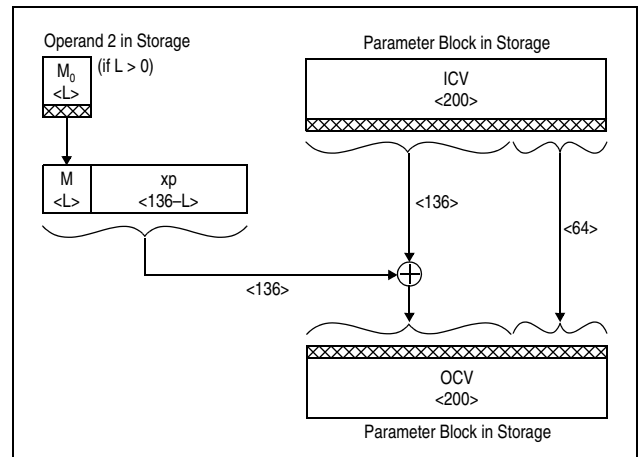 Operand 2 in Storage
M0
<L>
(if L > 0)
Parameter Block in Storage
ICV
<200>
M
<L>
xp
<136–L>
<136>
<64>
<136>
OCV
<200>
Parameter Block in Storage